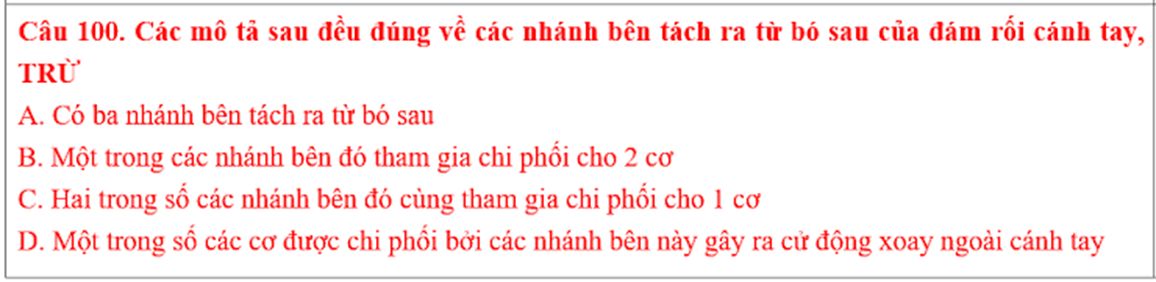 Câu 100. Các mô tả sau đều đúng về các nhánh bên tách ra từ bó sau của đám rối cánh tay,
TRỪ
A. Có ba nhánh bên tách ra từ bó sau
B. Một trong các nhánh bên đó tham gia chi phối cho 2 cơ
C. Hai trong số các nhánh bên đó cùng tham gia chi phối cho 1 cơ
D. Một trong số các cơ được chi phối bởi các nhánh bên này gây ra cử động xoay ngoài cánh tay